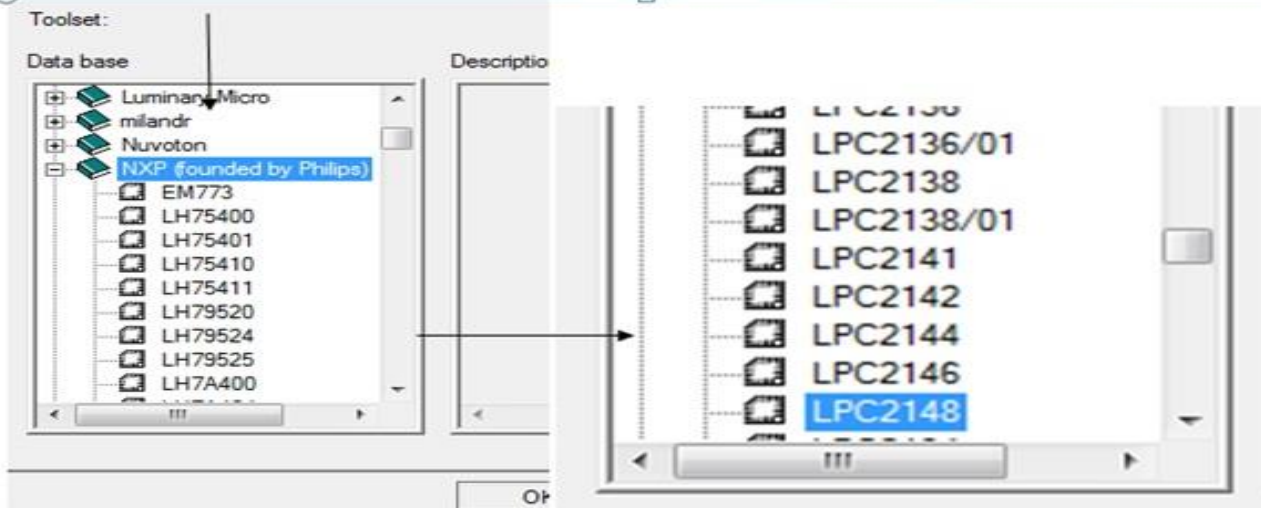 Toolset:
Data base
Luminary Micro
milandr
Nuvoton
NXP (founded by Philips)
EM773
LH75400
LH75401
LH75410
LH75411
LH79520
LH79524
LH79525
LH7A400
Descriptio
OK
LPC2136/01
LPC2138
LPC2138/01
LPC2141
LPC2142
LPC2144
LPC2146
LPC2148